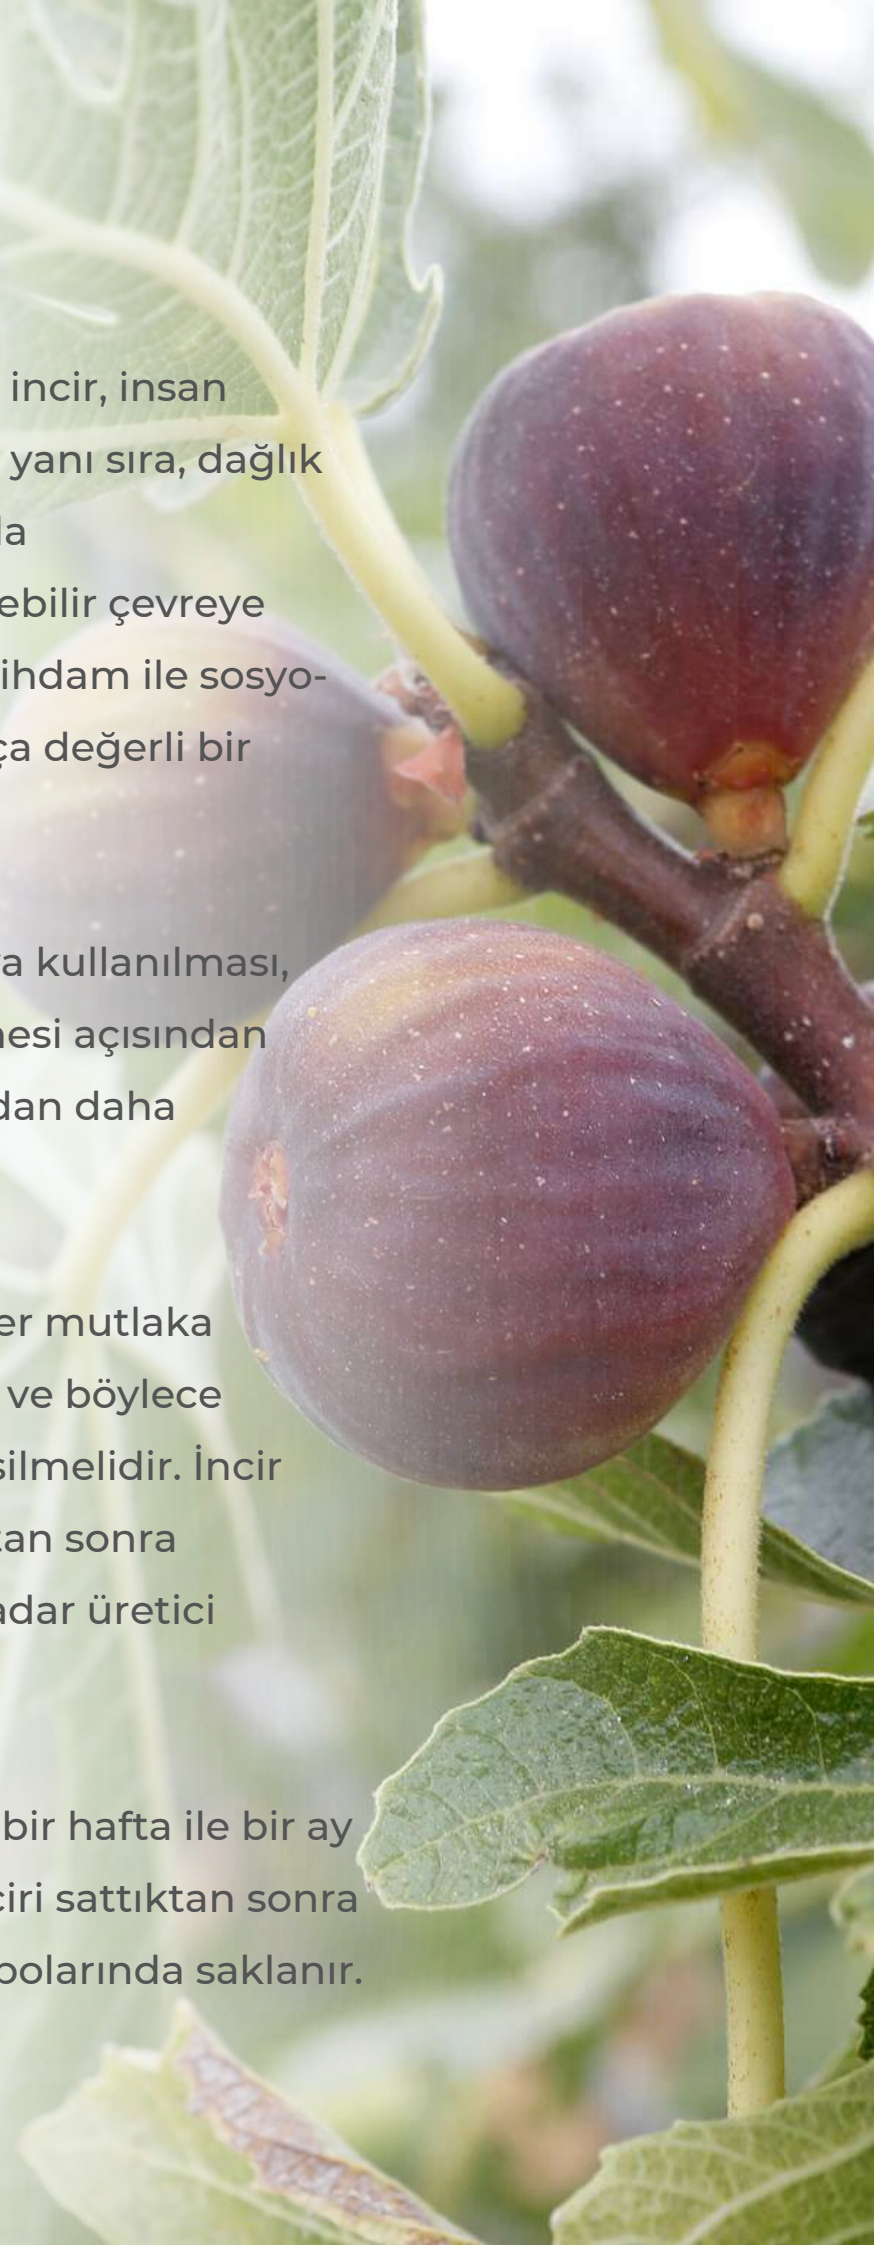 incir, insan
yanı sıra, dağlık
la
ebilir çevreye
ihdam ile sosyo-
ça değerli bir
a kullanılması,
esi açısından
dan daha
er mutlaka
ve böylece
silmelidir. İncir
tan sonra
adar üretici
bir hafta ile bir ay
ciri sattıktan sonra
polarında saklanır.